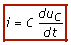 i = C du_C/dt